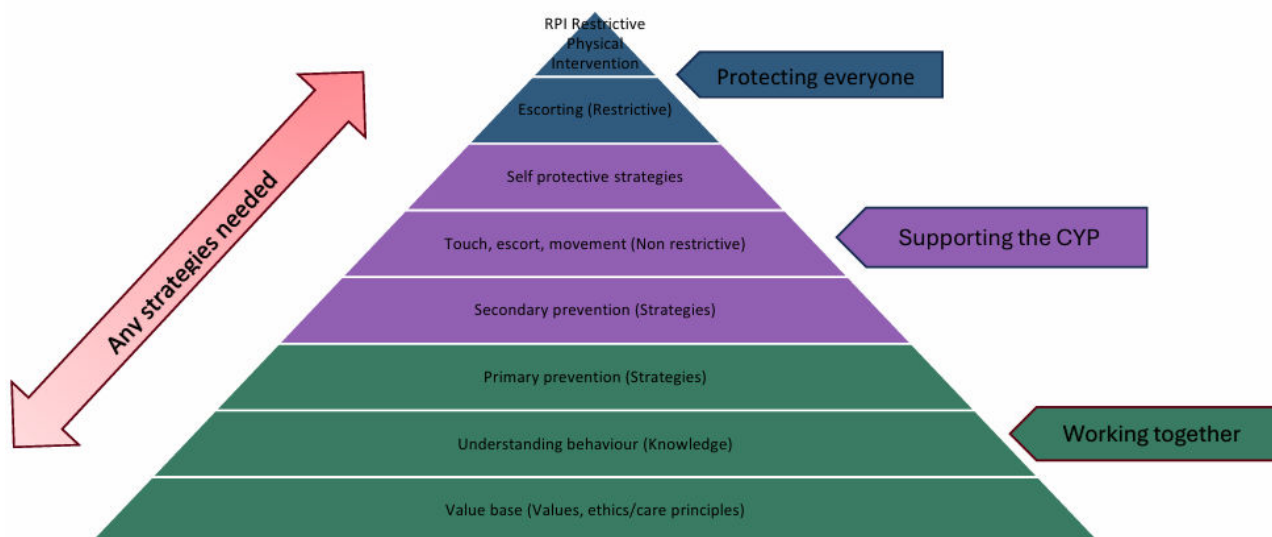 RPI Restrictive
Physical
Intervention
Protecting everyone
Escorting (Restrictive)
Self protective strategies
Any strategies needed
Touch, escort, movement (Non restrictive)
Supporting the CYP
Secondary prevention (Strategies)
Primary prevention (Strategies)
Understanding behaviour (Knowledge)
Working together
Value base (Values, ethics/care principles)